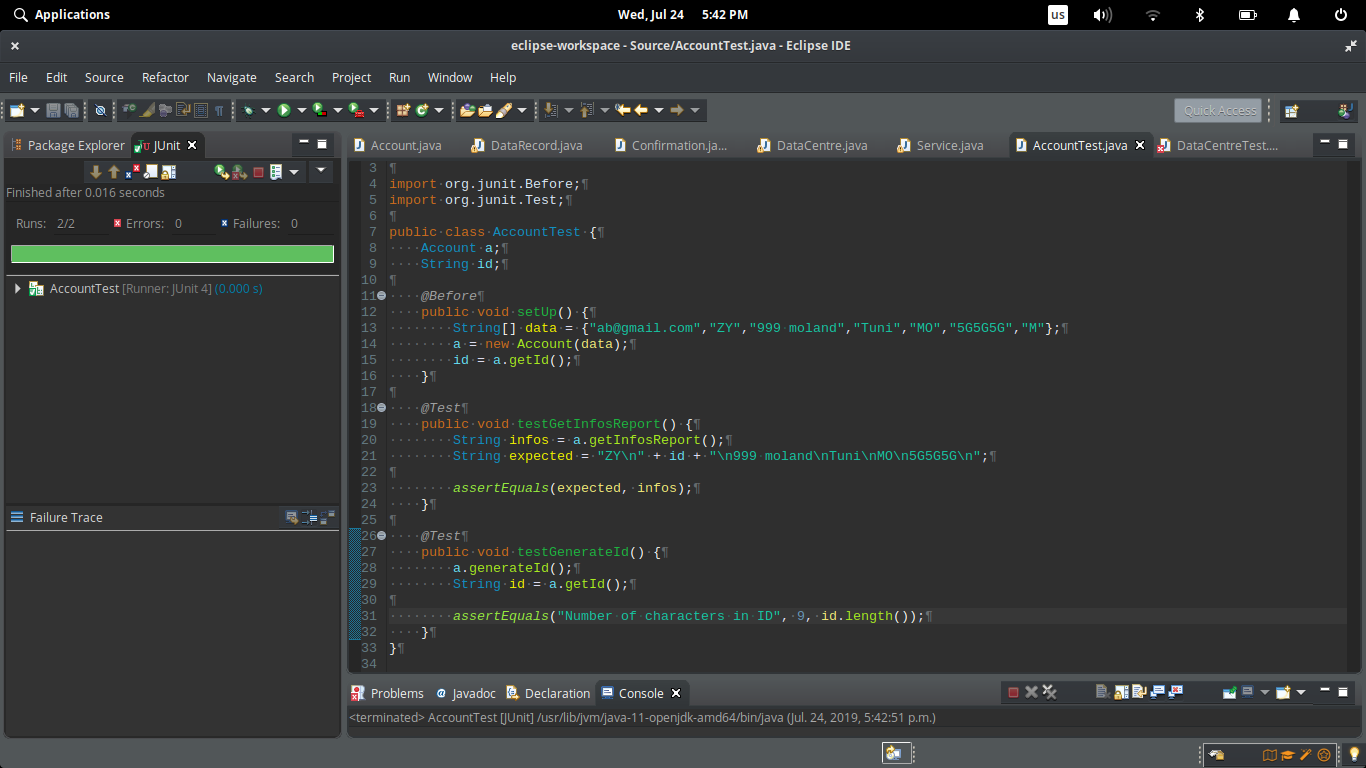 Applications
Wed, Jul 24 5:42 PM
us
eclipse-workspace - Source/AccountTest.java - Eclipse IDE
File Edit Source Refactor Navigate Search Project Run Window Help
Quick Access
Package Explorer JUnit
Account.java DataRecord.java Confirmation.ja... DataCentre.java Service.java AccountTest.java DataCentreTest....
Finished after 0.016 seconds
Runs: 2/2 Errors: 0 Failures: 0
AccountTest [Runner: JUnit 4] (0.000 s)
Failure Trace
3 ¶
4 import·org.junit.Before;¶
5 import·org.junit.Test;¶
6 ¶
7 public·class·AccountTest·{¶
8 ····Account·a;¶
9 ····String·id;¶
10 ¶
11 ····@Before¶
12 ····public·void·setUp()·{¶
13 ········String[]·data·=·{"ab@gmail.com","ZY","999·moland","Tuni","MO","5G5G5G","M"};¶
14 ········a·=·new·Account(data);¶
15 ········id·=·a.getId();¶
16 ····}¶
17 ¶
18 ····@Test¶
19 ····public·void·testGetInfosReport()·{¶
20 ········String·infos·=·a.getInfosReport();¶
21 ········String·expected·=·"ZY\n"·+·id·+·"\n999·moland\nTuni\nMO\n5G5G5G\n";¶
22 ¶
23 ········assertEquals(expected,·infos);¶
24 ····}¶
25 ¶
26 ····@Test¶
27 ····public·void·testGenerateId()·{¶
28 ········a.generateId();¶
29 ········String·id·=·a.getId();¶
30 ¶
31 ········assertEquals("Number·of·characters·in·ID",·9,·id.length());¶
32 ····}¶
33 }¶
34
Problems Javadoc Declaration Console
<terminated> AccountTest [JUnit] /usr/lib/jvm/java-11-openjdk-amd64/bin/java (Jul. 24, 2019, 5:42:51 p.m.)